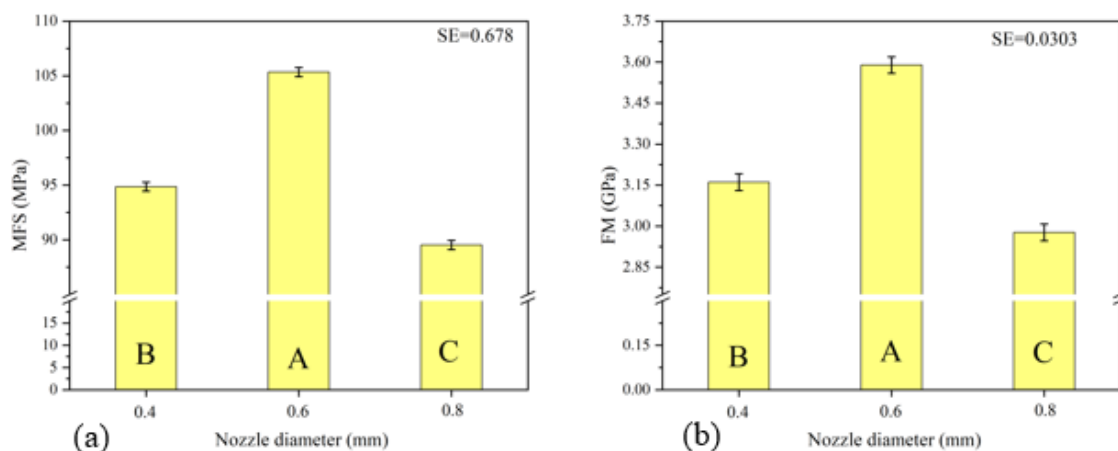 110
105
100
95
90
15
10
5
0
MFS (MPa)
SE=0.678
B
A
C
0.4
0.6
0.8
Nozzle diameter (mm)
(a)
3.75
3.60
3.45
3.30
3.15
3.00
2.85
0.15
0.00
FM (GPa)
SE=0.0303
B
A
C
0.4
0.6
0.8
Nozzle diameter (mm)
(b)